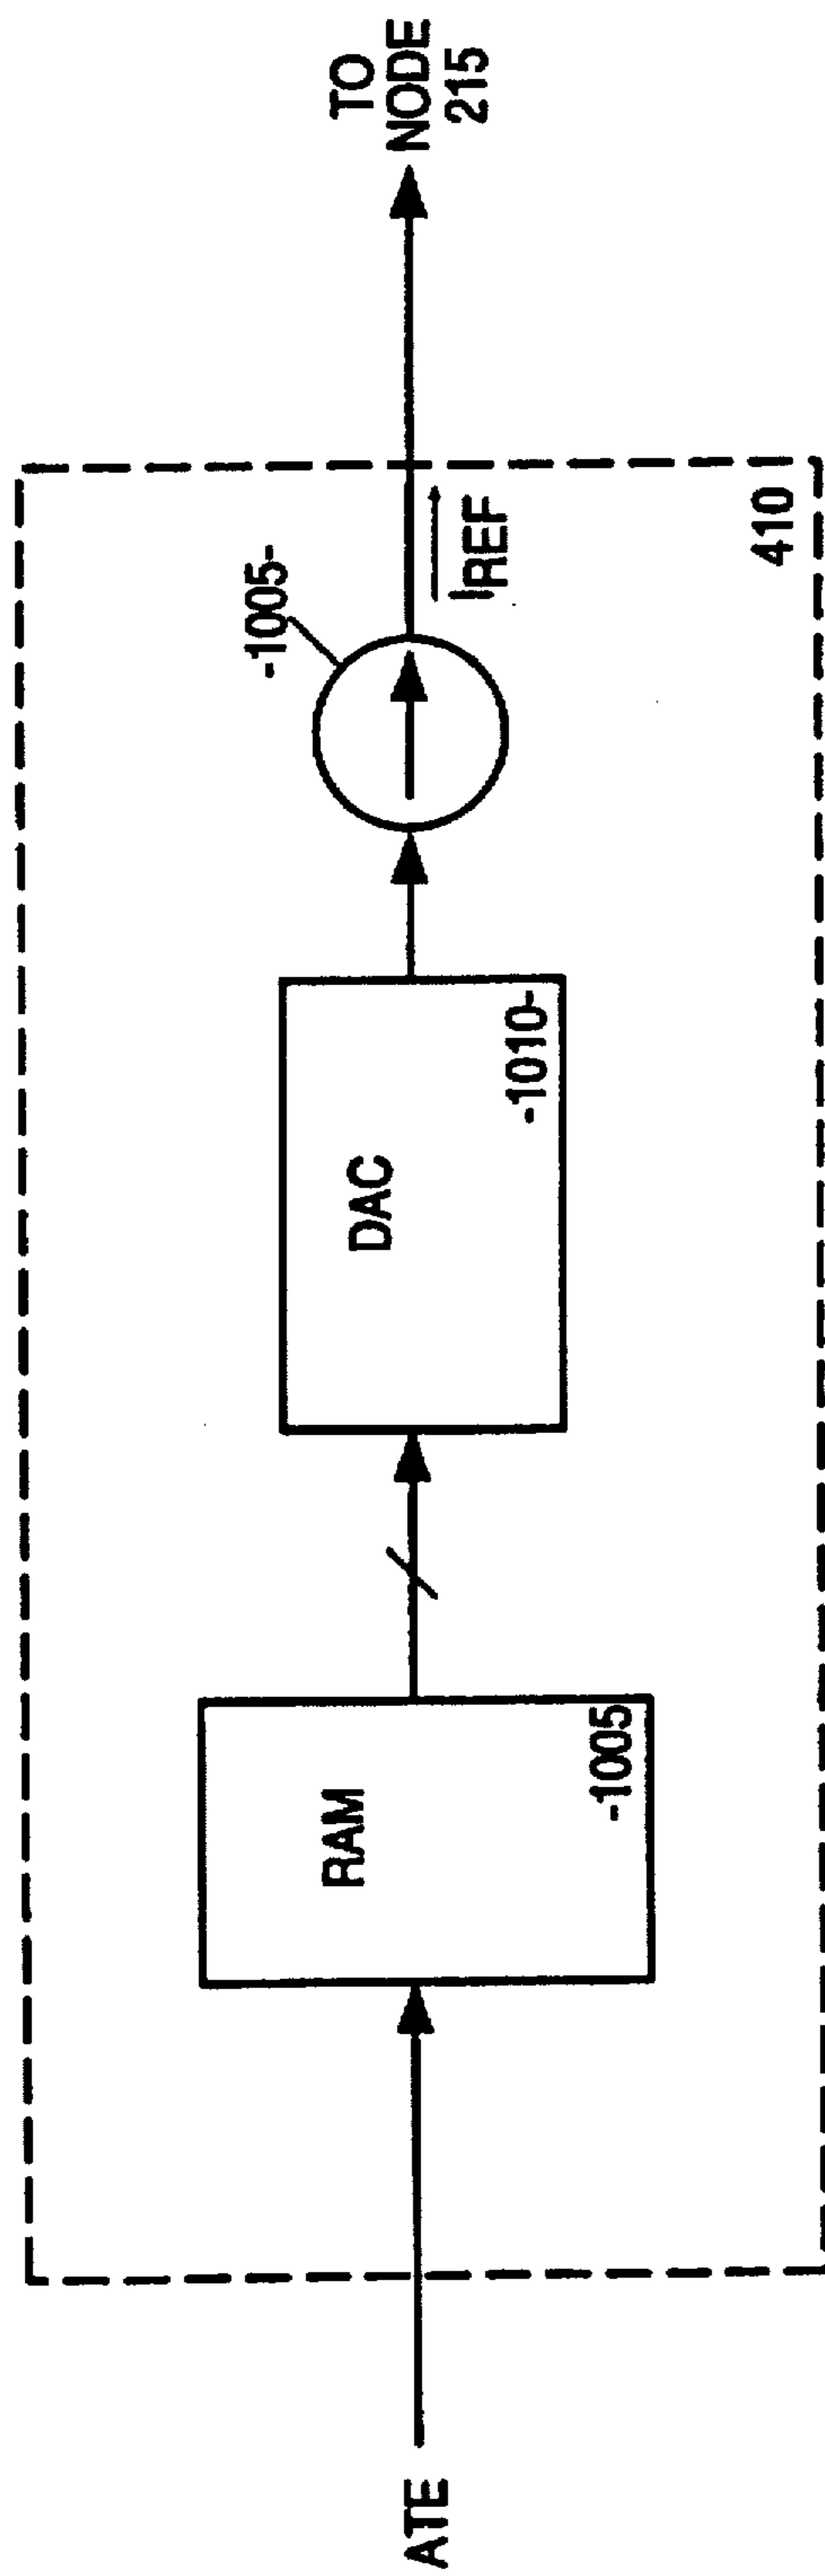 ATE
RAM
-1005
DAC
-1010-
-1005-
IREF
410
TO
NODE
215